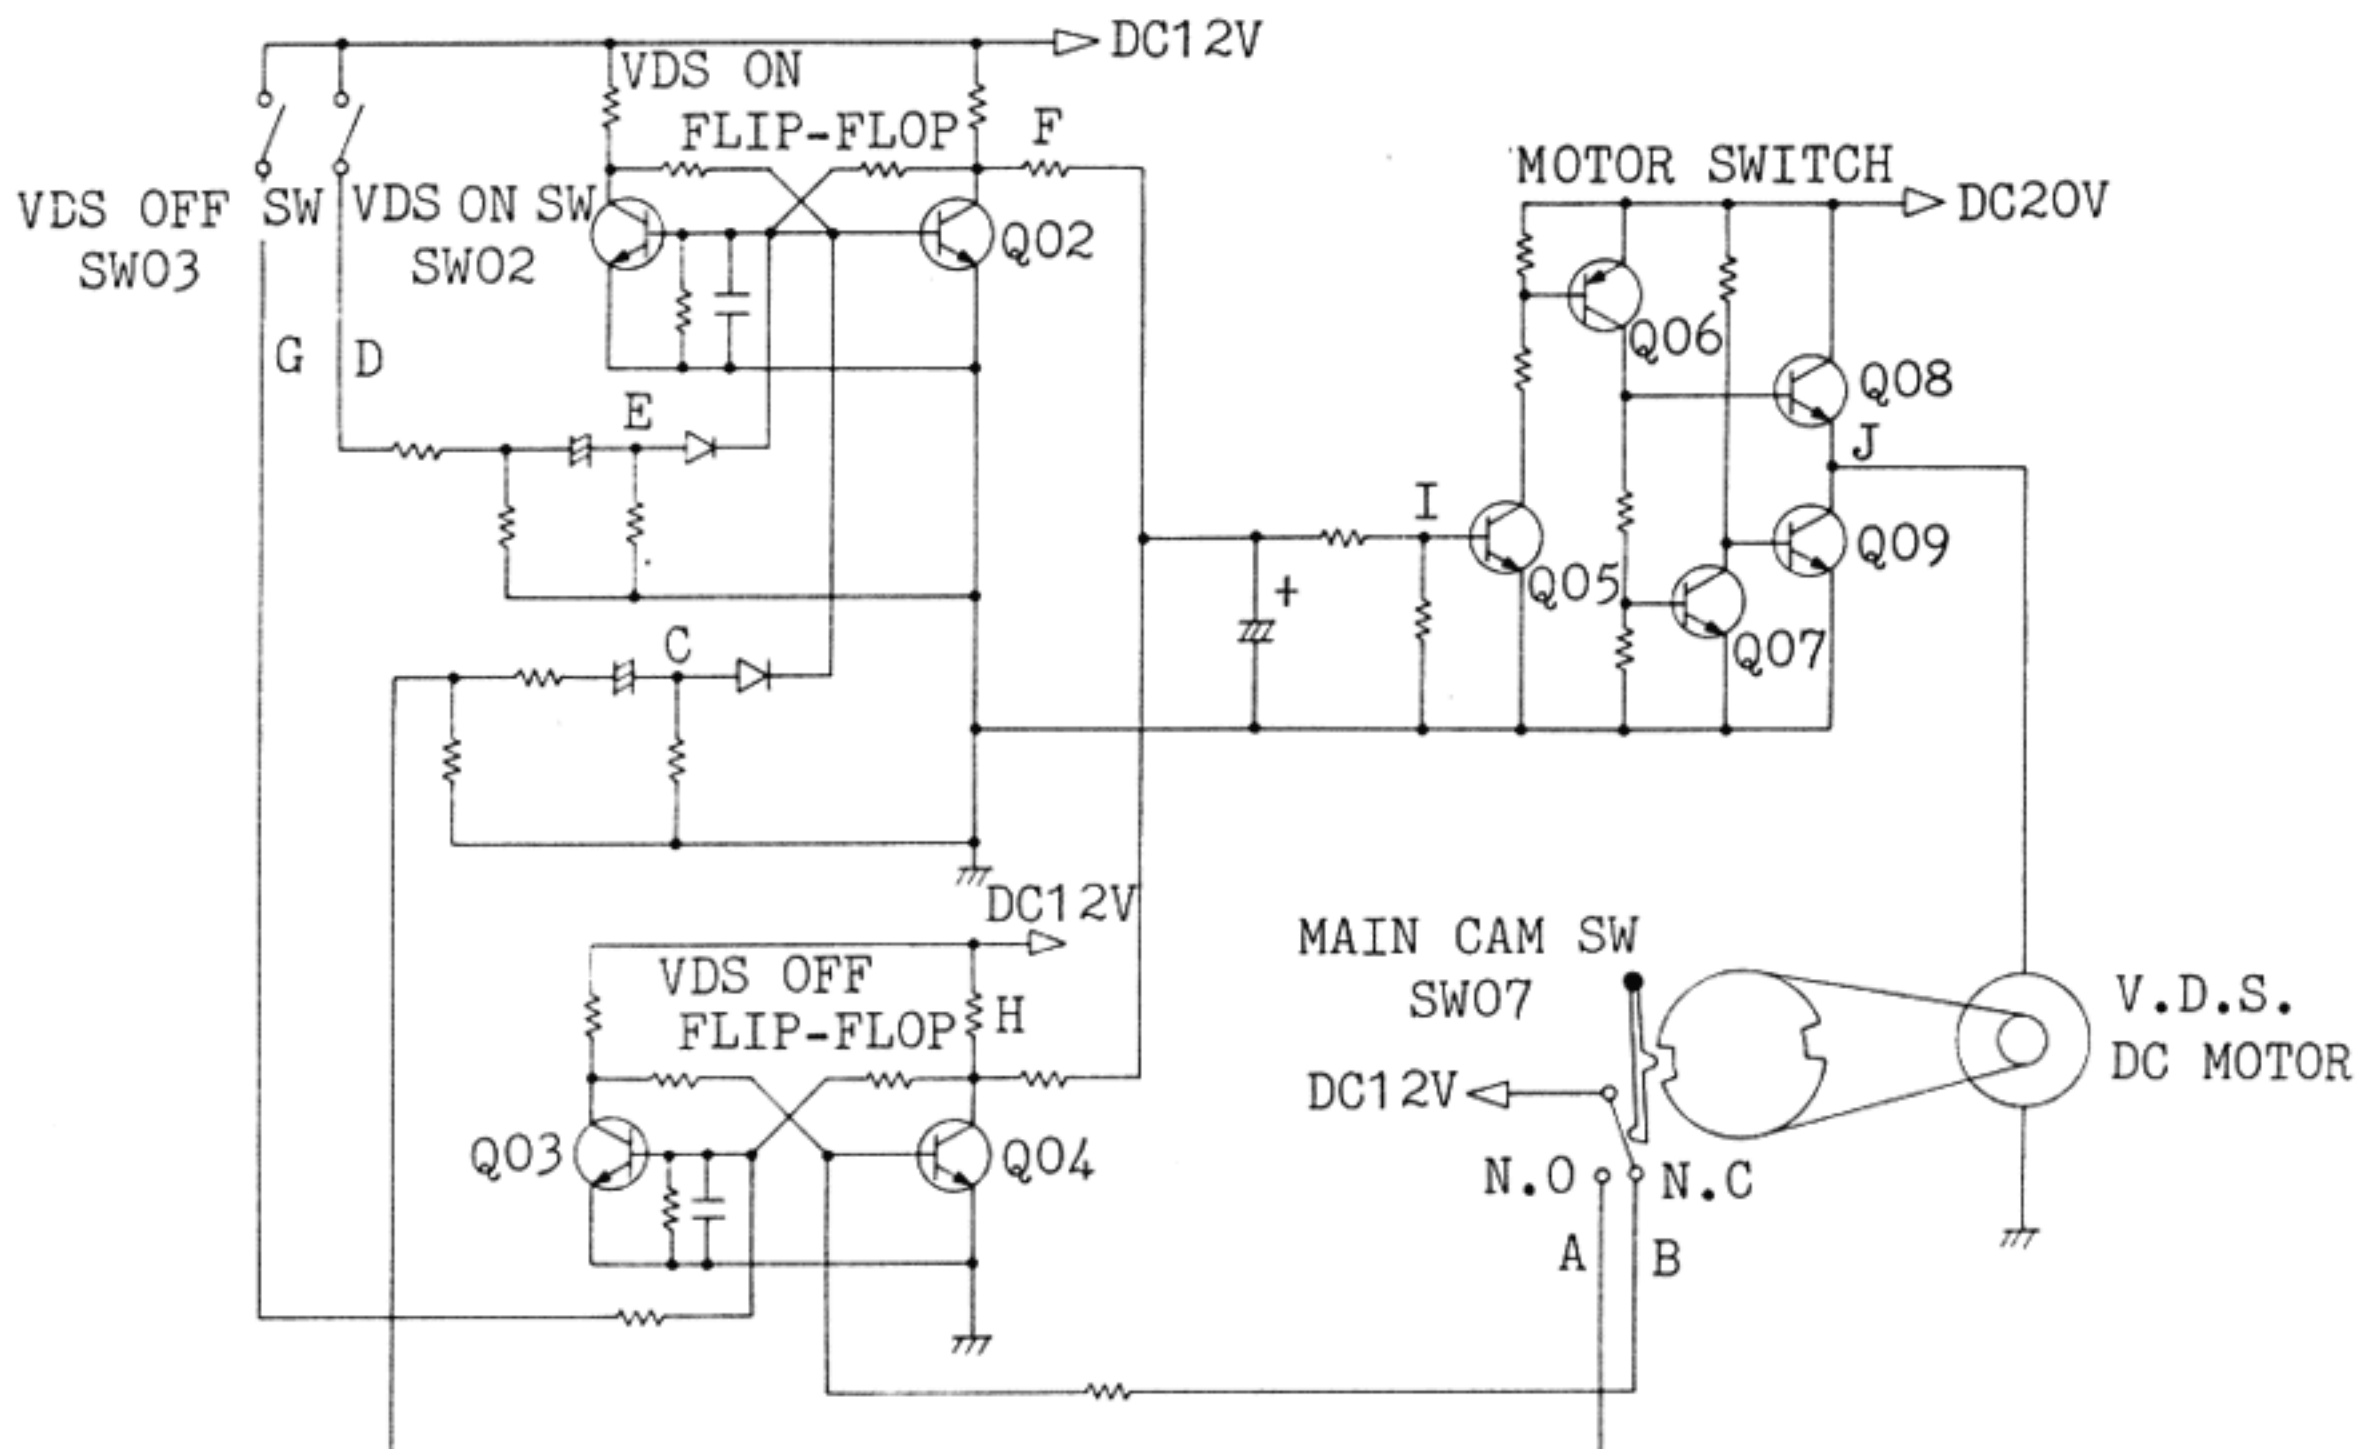 DC12V
VDS ON
FLIP-FLOP
F
MOTOR SWITCH
DC20V
VDS OFF SW
SW03
VDS ON SW
SW02
Q02
Q06
G
D
E
Q08
J
I
Q09
+
Q05
C
Q07
DC12V
MAIN CAM SW
SW07
VDS OFF
FLIP-FLOP
H
V.D.S.
DC MOTOR
DC12V
Q03
Q04
N.O
N.C
A
B